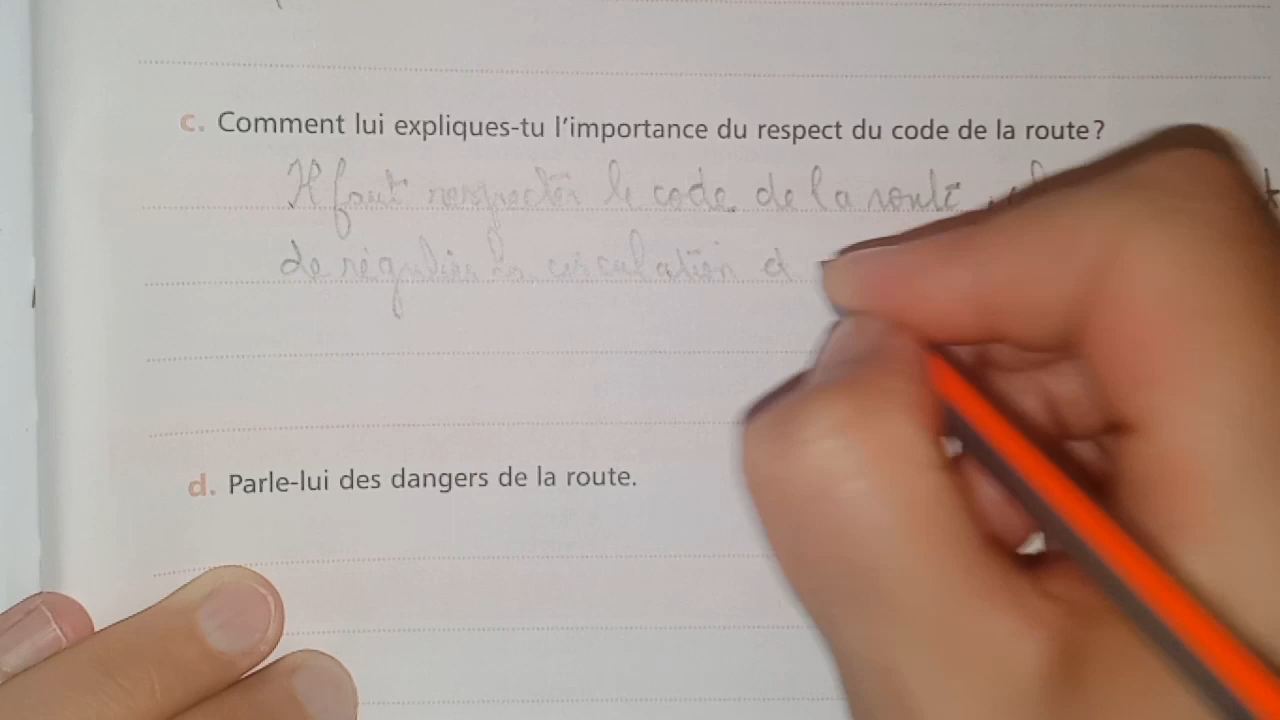 c. Comment lui expliques-tu l'importance du respect du code de la route ?
Il faut respecter le code de la route
de réguler la circulation et
d. Parle-lui des dangers de la route.